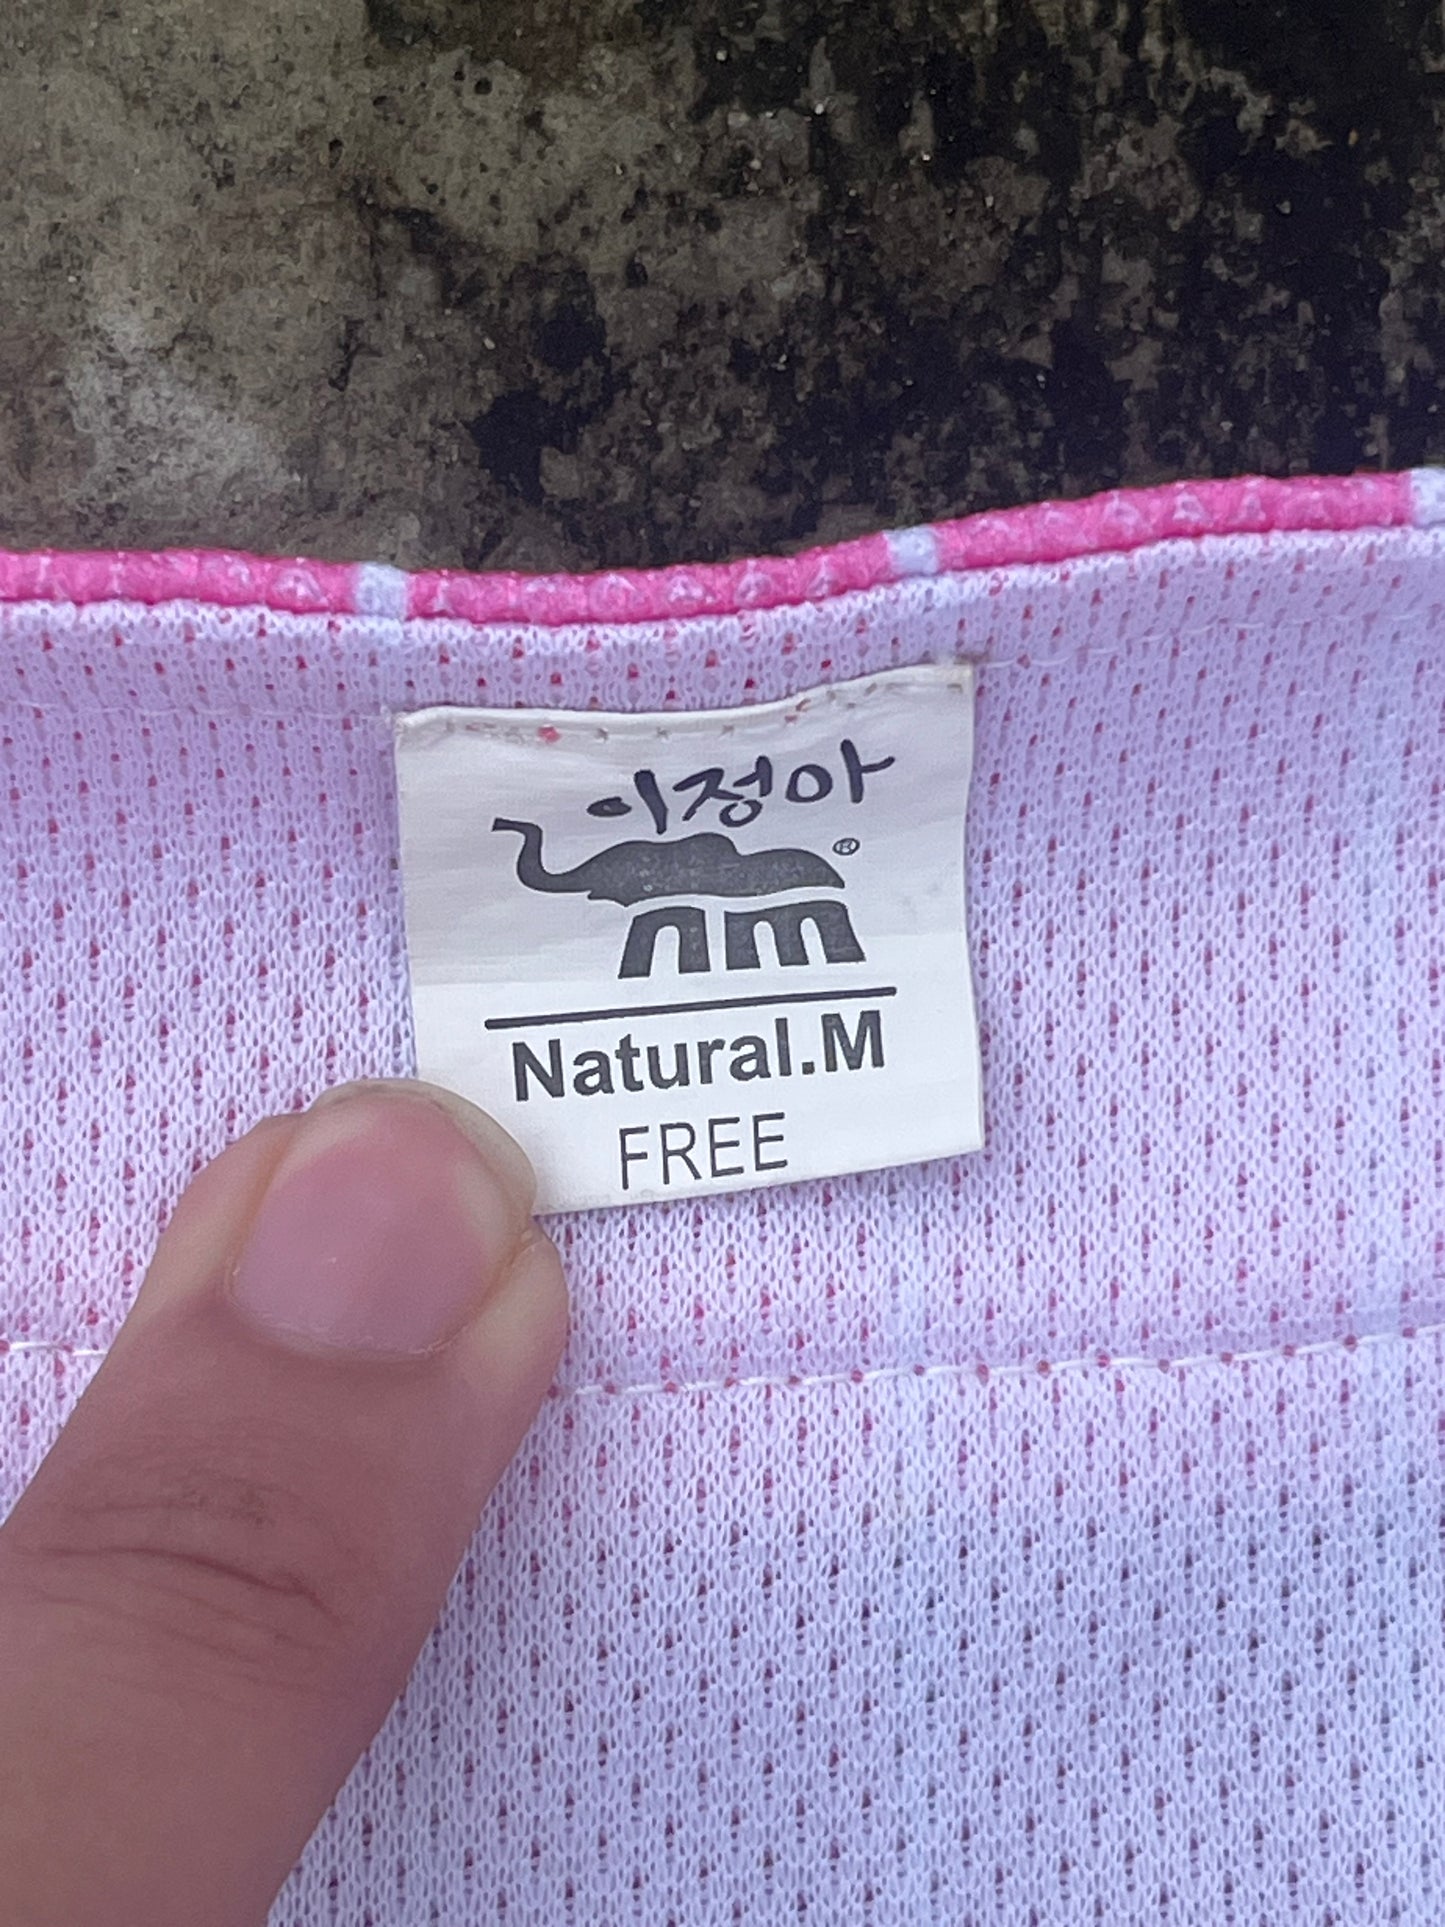 이정아
®
nm
Natural.M
FREE